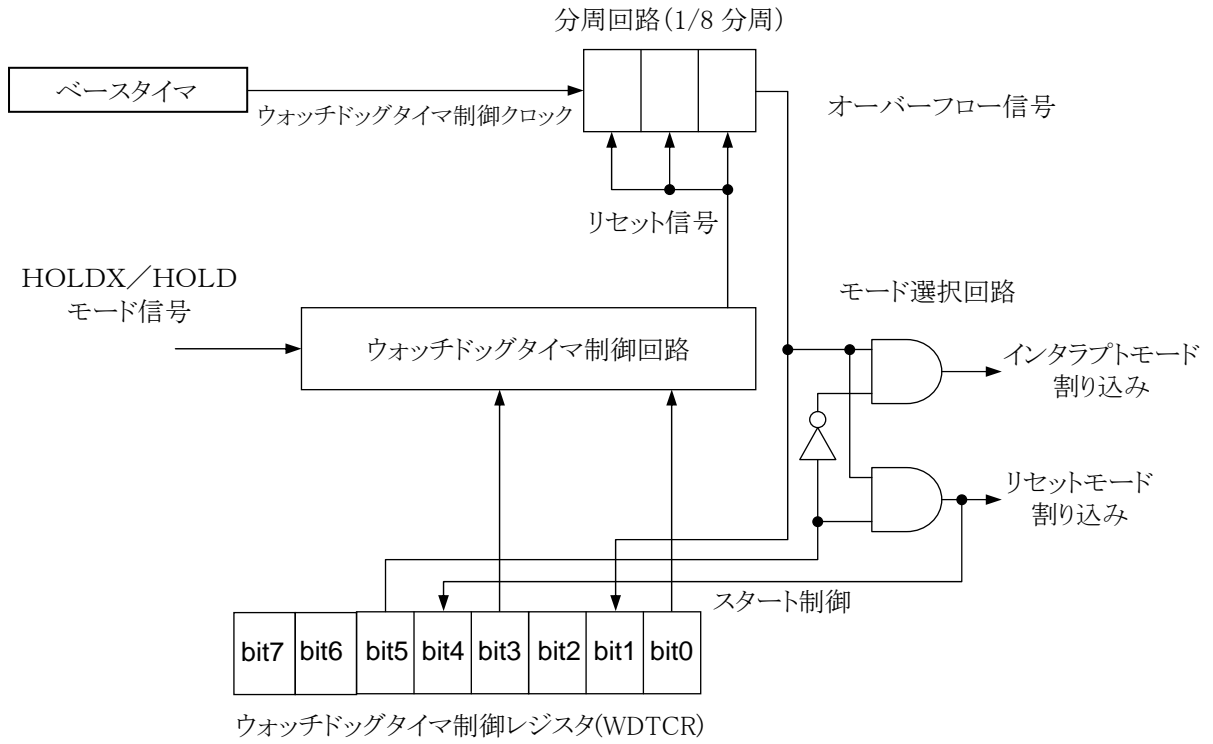 分周回路(1/8 分周)
ベースタイマ
ウォッチドッグタイマ制御クロック
オーバーフロー信号
リセット信号
HOLDX／HOLD
モード信号
モード選択回路
ウォッチドッグタイマ制御回路
インタラプトモード
割り込み
リセットモード
割り込み
スタート制御
bit7 bit6 bit5 bit4 bit3 bit2 bit1 bit0
ウォッチドッグタイマ制御レジスタ(WDTCR)